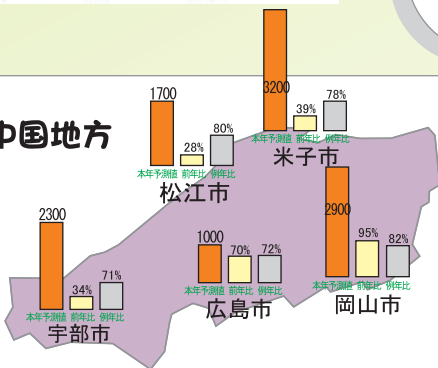 中国地方
3200
39%
78%
本年予測値 前年比 例年比
米子市
1700
28%
80%
本年予測値 前年比 例年比
松江市
2900
95%
82%
本年予測値 前年比 例年比
岡山市
1000
70%
72%
本年予測値 前年比 例年比
広島市
2300
34%
71%
本年予測値 前年比 例年比
宇部市